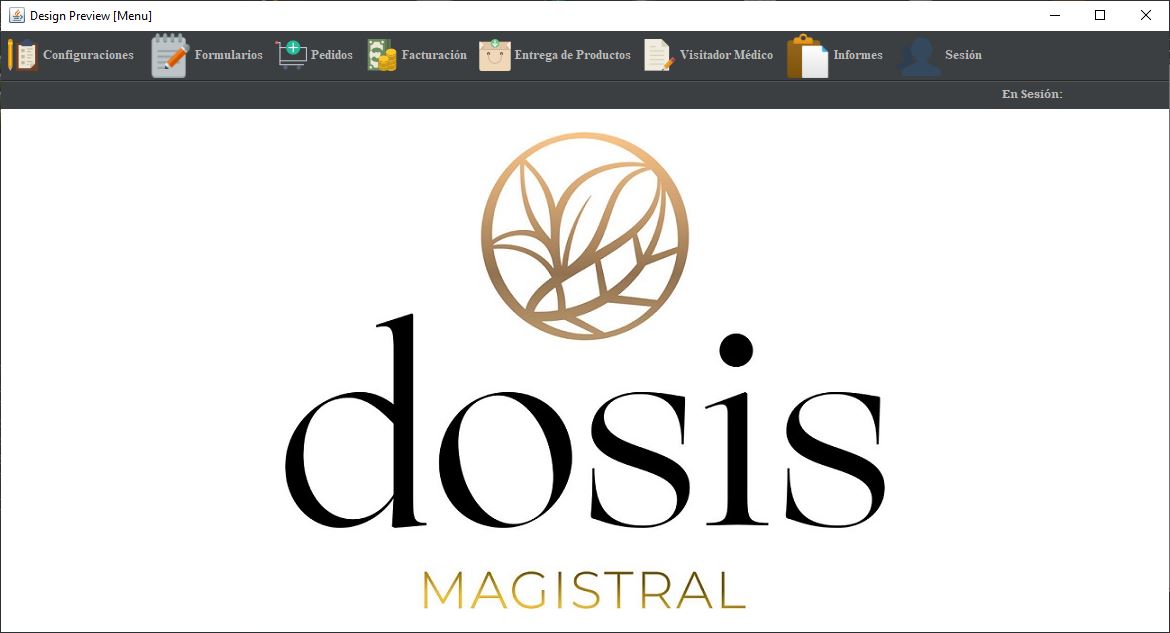 Design Preview [Menu]
Configuraciones Formularios Pedidos Facturación Entrega de Productos Visitador Médico Informes Sesión
En Sesión:
dosis
MAGISTRAL